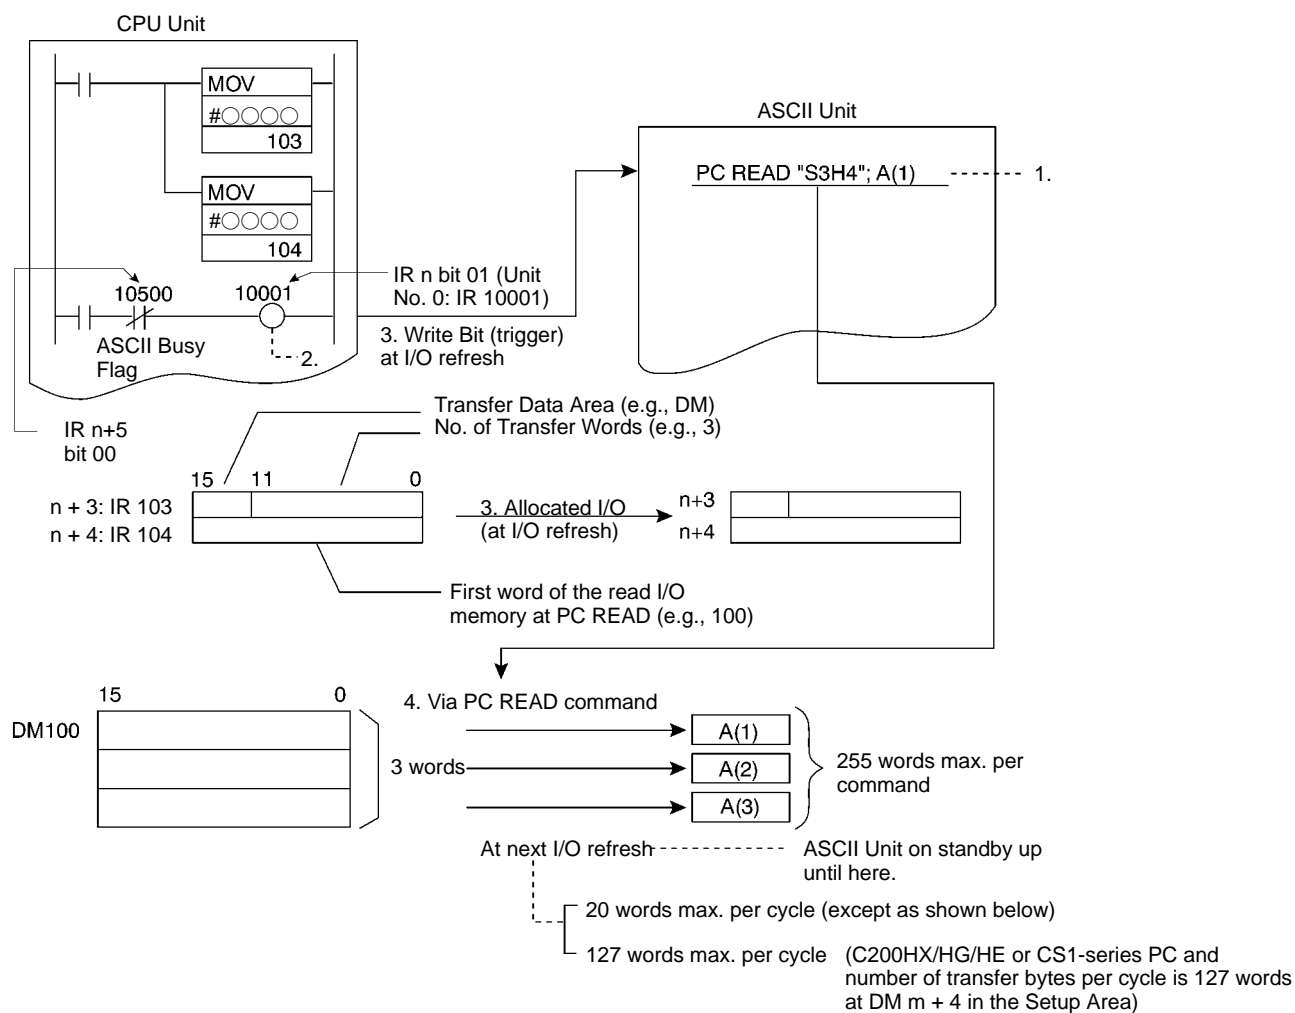 CPU Unit
MOV
#○○○○
103
MOV
#○○○○
104
ASCII Unit
PC READ "S3H4"; A(1)
1.
10500
10001
IR n bit 01 (Unit
No. 0: IR 10001)
ASCII Busy
Flag
2.
3. Write Bit (trigger)
at I/O refresh
IR n+5
bit 00
Transfer Data Area (e.g., DM)
No. of Transfer Words (e.g., 3)
15 11 0
n + 3: IR 103
n + 4: IR 104
3. Allocated I/O
(at I/O refresh)
n+3
n+4
First word of the read I/O
memory at PC READ (e.g., 100)
15 0
DM100
4. Via PC READ command
3 words
A(1)
A(2)
A(3)
255 words max. per
command
At next I/O refresh
ASCII Unit on standby up
until here.
20 words max. per cycle (except as shown below)
127 words max. per cycle (C200HX/HG/HE or CS1-series PC and
number of transfer bytes per cycle is 127 words
at DM m + 4 in the Setup Area)